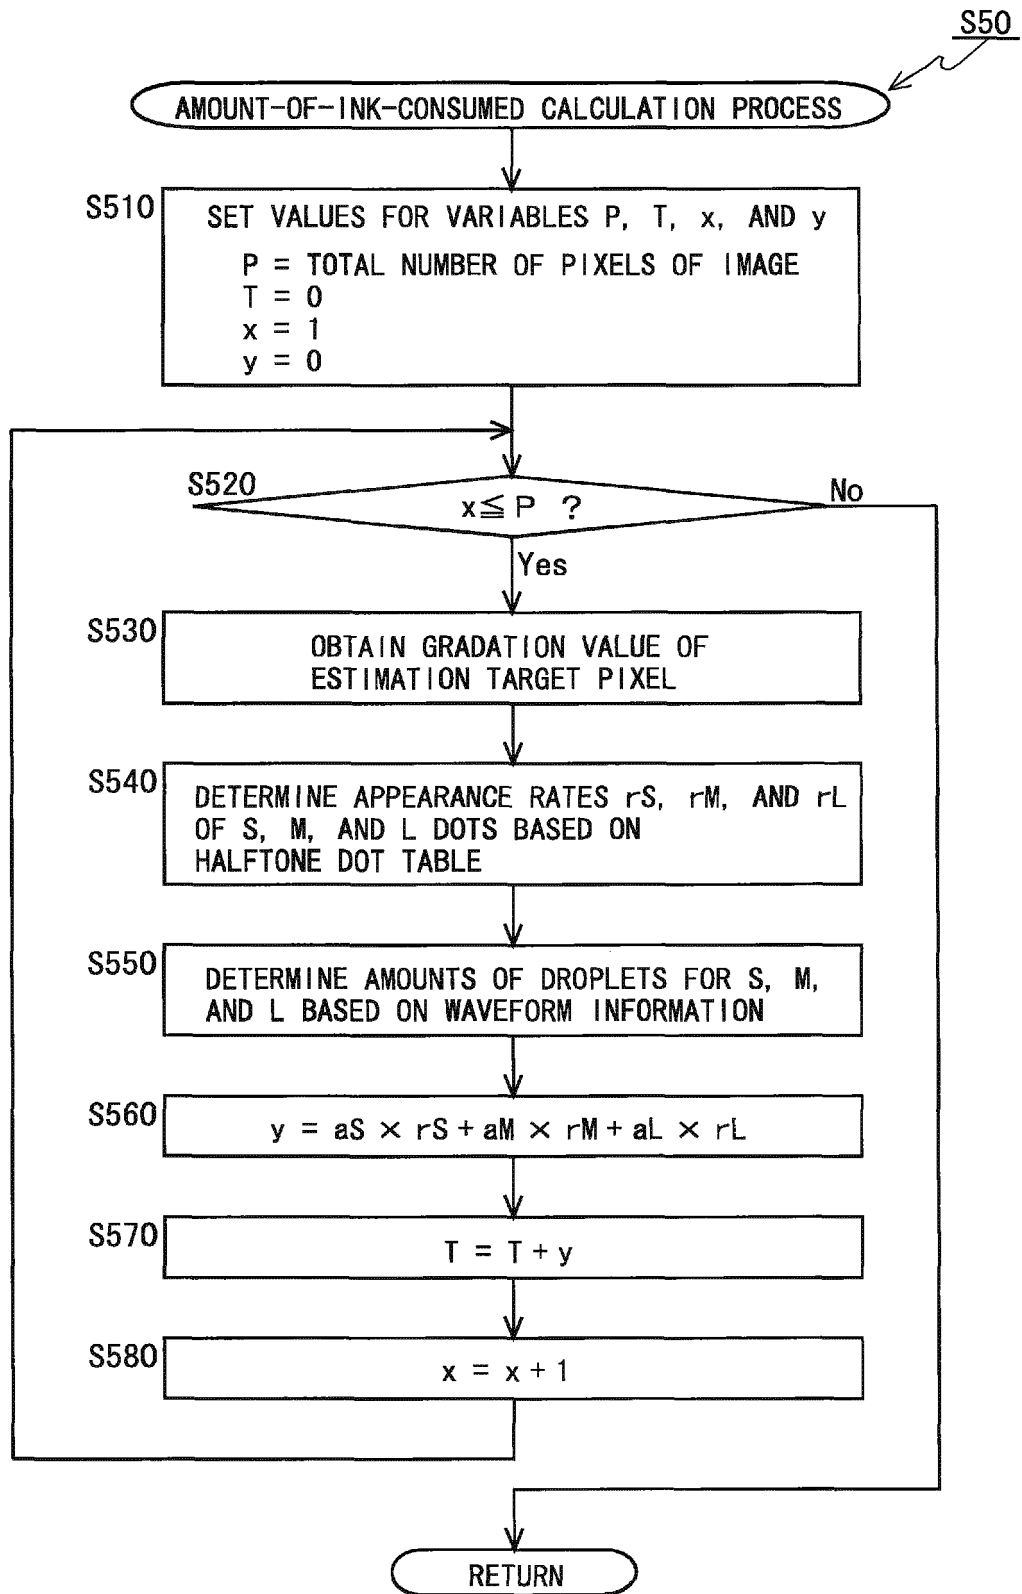 S50
AMOUNT-OF-INK-CONSUMED CALCULATION PROCESS
S510
SET VALUES FOR VARIABLES P, T, x, AND y
P = TOTAL NUMBER OF PIXELS OF IMAGE
T = 0
x = 1
y = 0
S520
x≦P ?
No
Yes
S530
OBTAIN GRADATION VALUE OF
ESTIMATION TARGET PIXEL
S540
DETERMINE APPEARANCE RATES rS, rM, AND rL
OF S, M, AND L DOTS BASED ON
HALFTONE DOT TABLE
S550
DETERMINE AMOUNTS OF DROPLETS FOR S, M,
AND L BASED ON WAVEFORM INFORMATION
S560
y = aS × rS + aM × rM + aL × rL
S570
T = T + y
S580
x = x + 1
RETURN